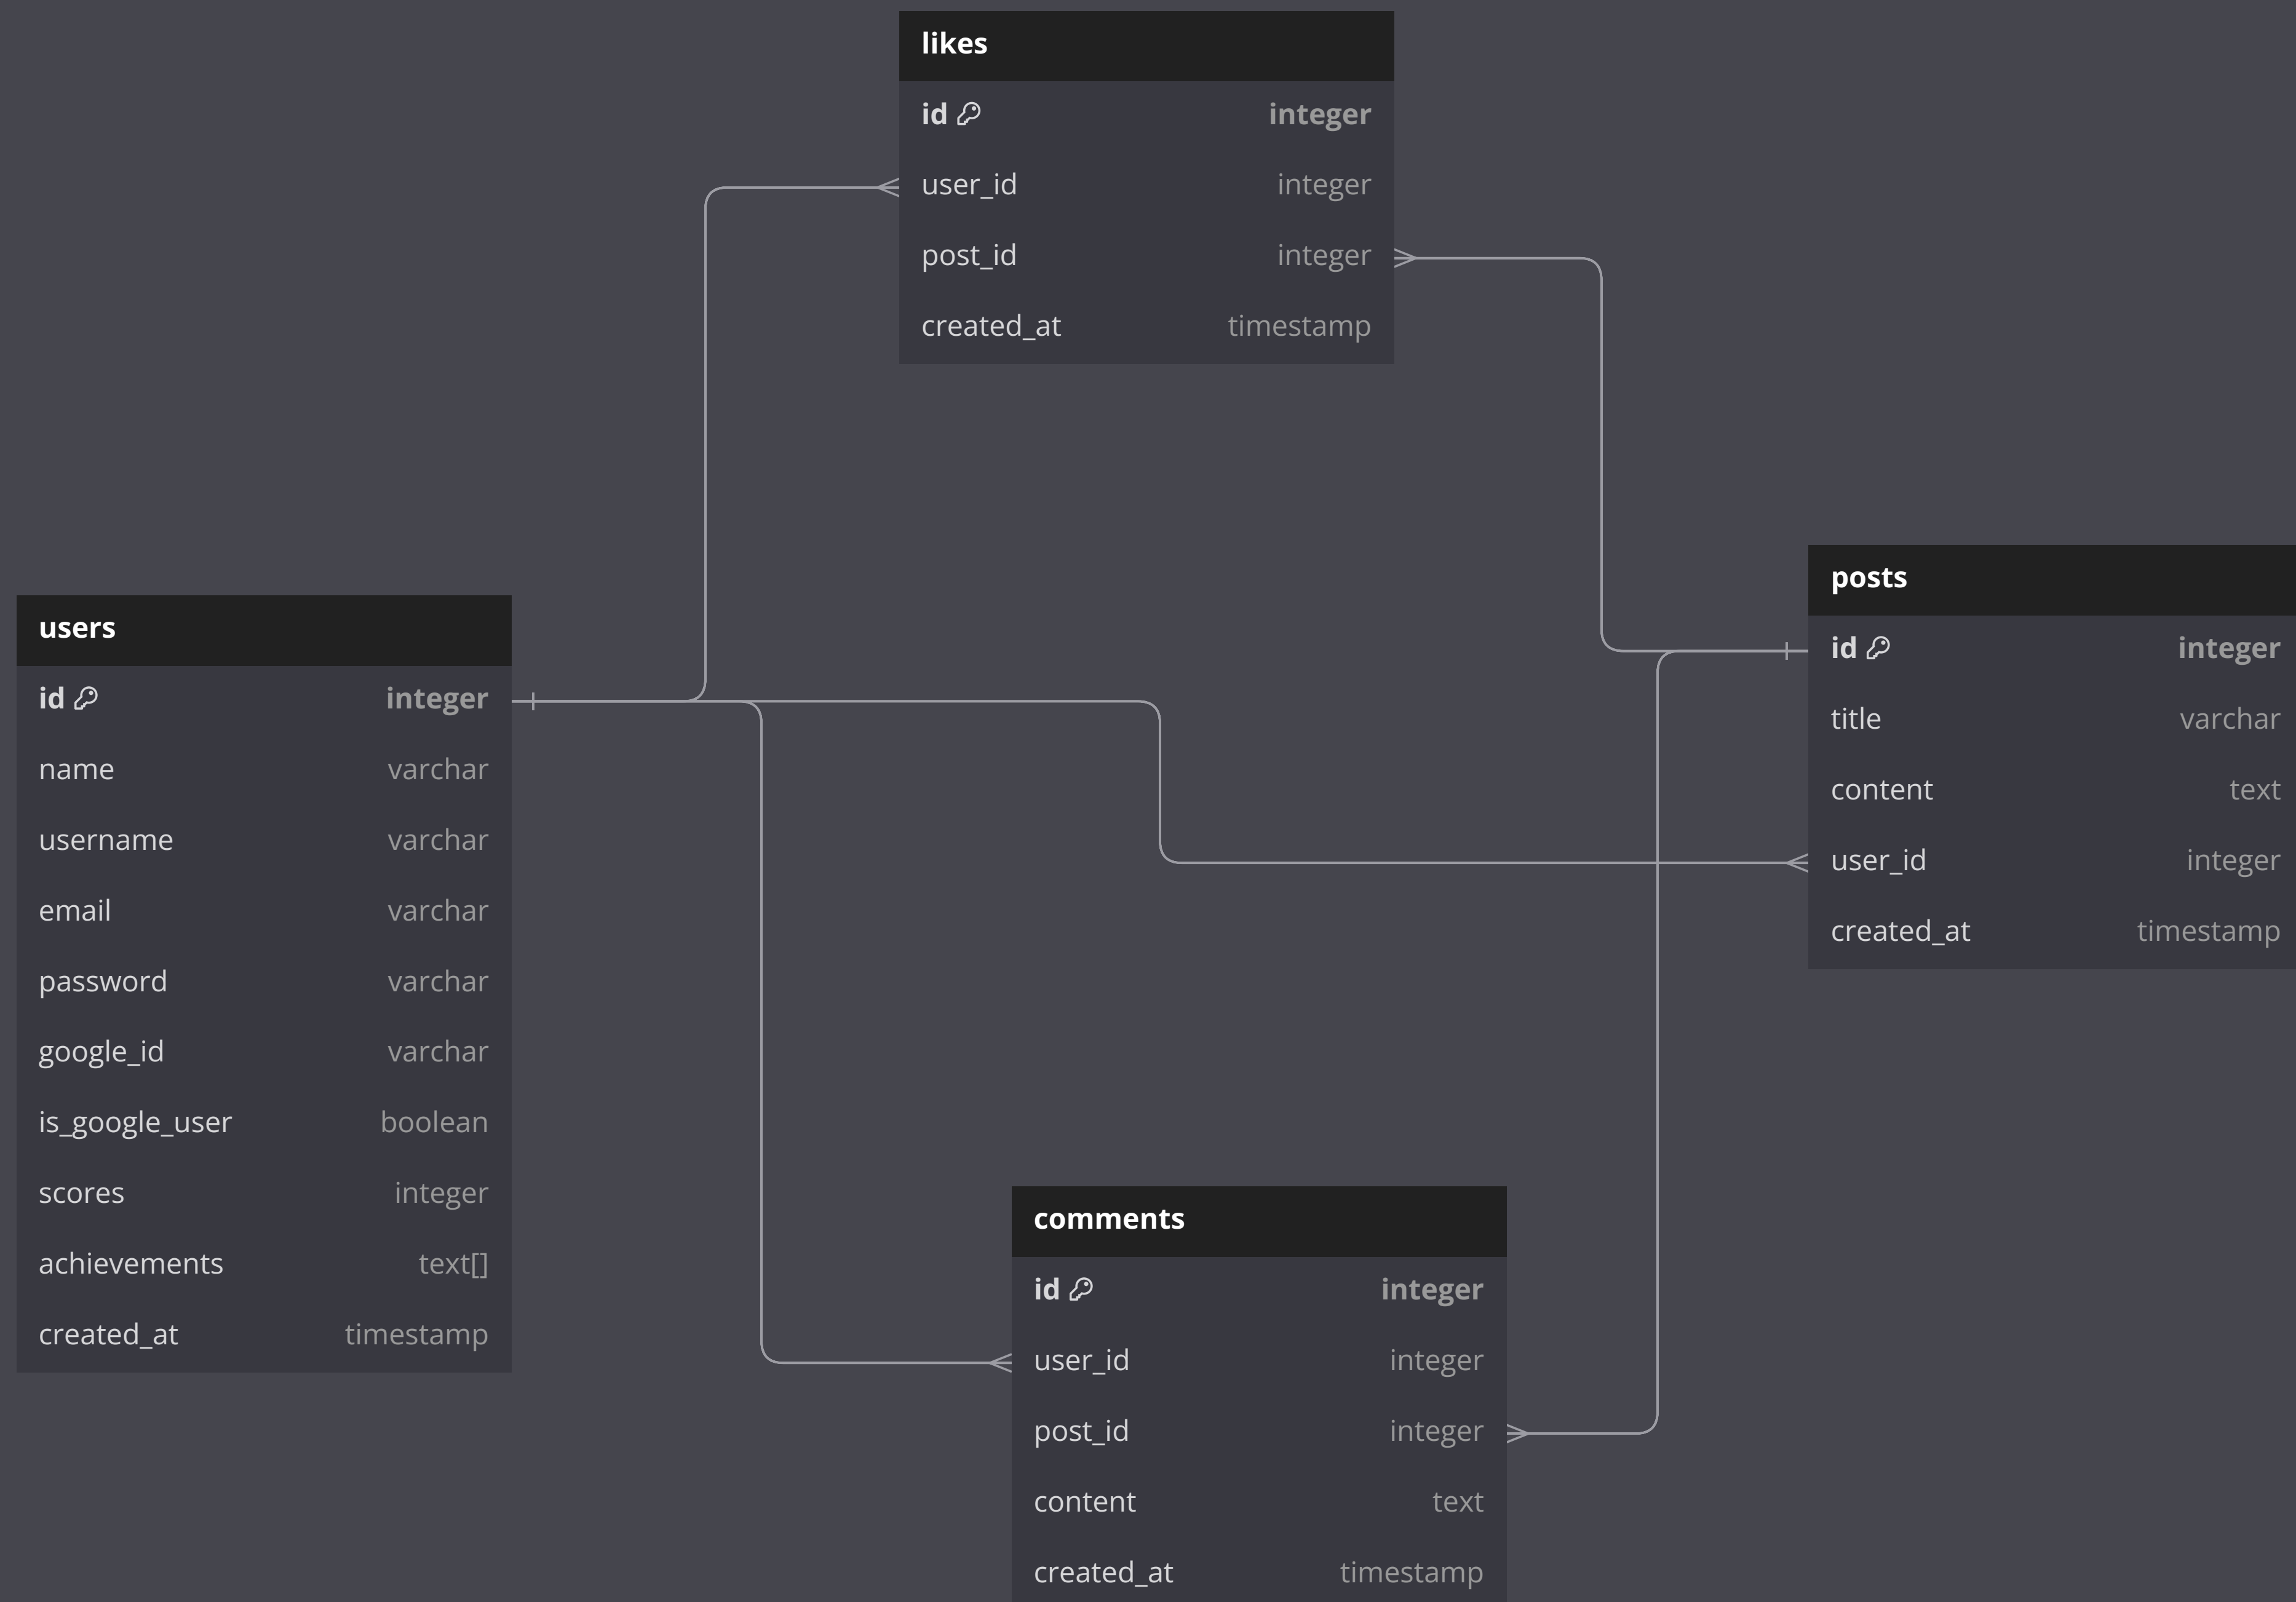 likes
id integer
user_id integer
post_id integer
created_at timestamp
users
id integer
name varchar
username varchar
email varchar
password varchar
google_id varchar
is_google_user boolean
scores integer
achievements text[]
created_at timestamp
posts
id integer
title varchar
content text
user_id integer
created_at timestamp
comments
id integer
user_id integer
post_id integer
content text
created_at timestamp